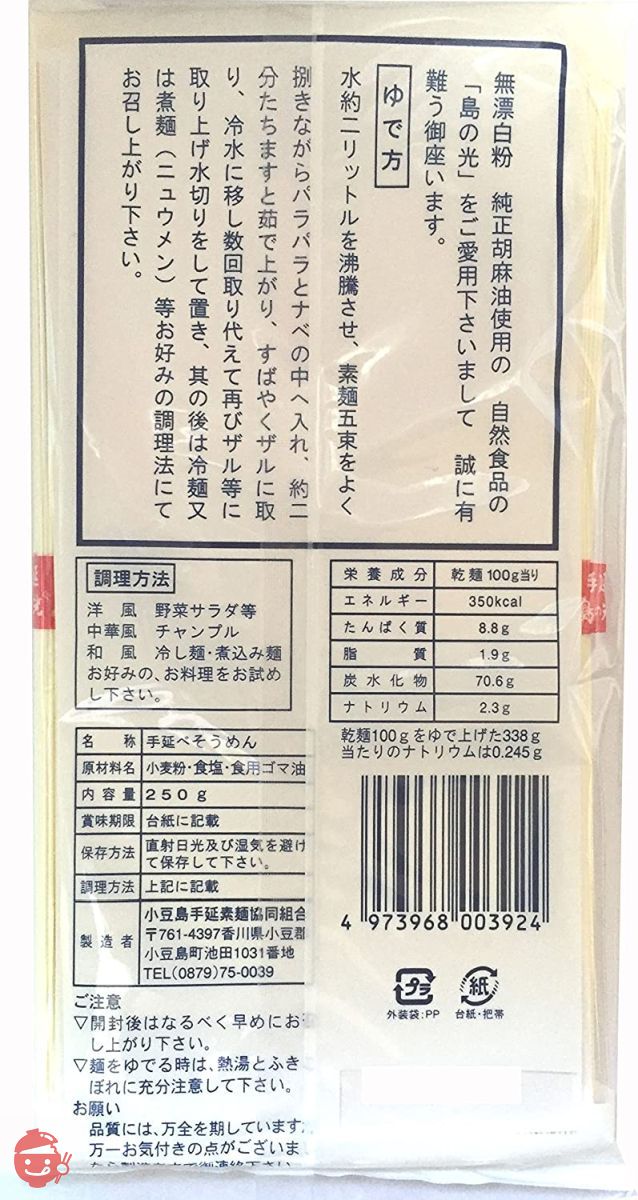 無漂白粉　純正胡麻油使用の　自然食品の
「島の光」をご愛用下さいまして　誠に有
難う御座います。
ゆで方
水約二リットルを沸騰させ、素麺五束をよく
捌きながらパラパラとナベの中へ入れ、約二
分たちますと茹で上がり、すばやくザルに取
り、冷水に移し数回取り代えて再びザル等に
取り上げ水切りをして置き、其の後は冷麺又
は煮麺（ニュウメン）等お好みの調理法にて
お召し上がり下さい。
調理方法
洋　風　野菜サラダ等
中華風　チャンプル
和　風　冷し麺・煮込み麺
お好みの、お料理をお試め
し下さい。
栄養成分　乾麺100g当り
エネルギー　350kcal
たんぱく質　8.8g
脂質　1.9g
炭水化物　70.6g
ナトリウム　2.3g
乾麺100gをゆで上げた338g
当たりのナトリウムは0.245g
名称　手延べそうめん
原材料名　小麦粉・食塩・食用ゴマ油
内容量　250g
賞味期限　台紙に記載
保存方法　直射日光及び湿気を避け
て保存して下さい。
調理方法　上記に記載
製造者　小豆島手延素麺協同組合
〒761-4397香川県小豆郡
小豆島町池田1031番地
TEL(0879)75-0039
4 973968 003924
プラ
外装袋:PP
紙
台紙・把帯
ご注意
▽開封後はなるべく早めにお
し上がり下さい。
▽麺をゆでる時は、熱湯とふきこ
ぼれに充分注意して下さい。
お願い
品質には、万全を期しています
万一お気付きの点がございま
手延